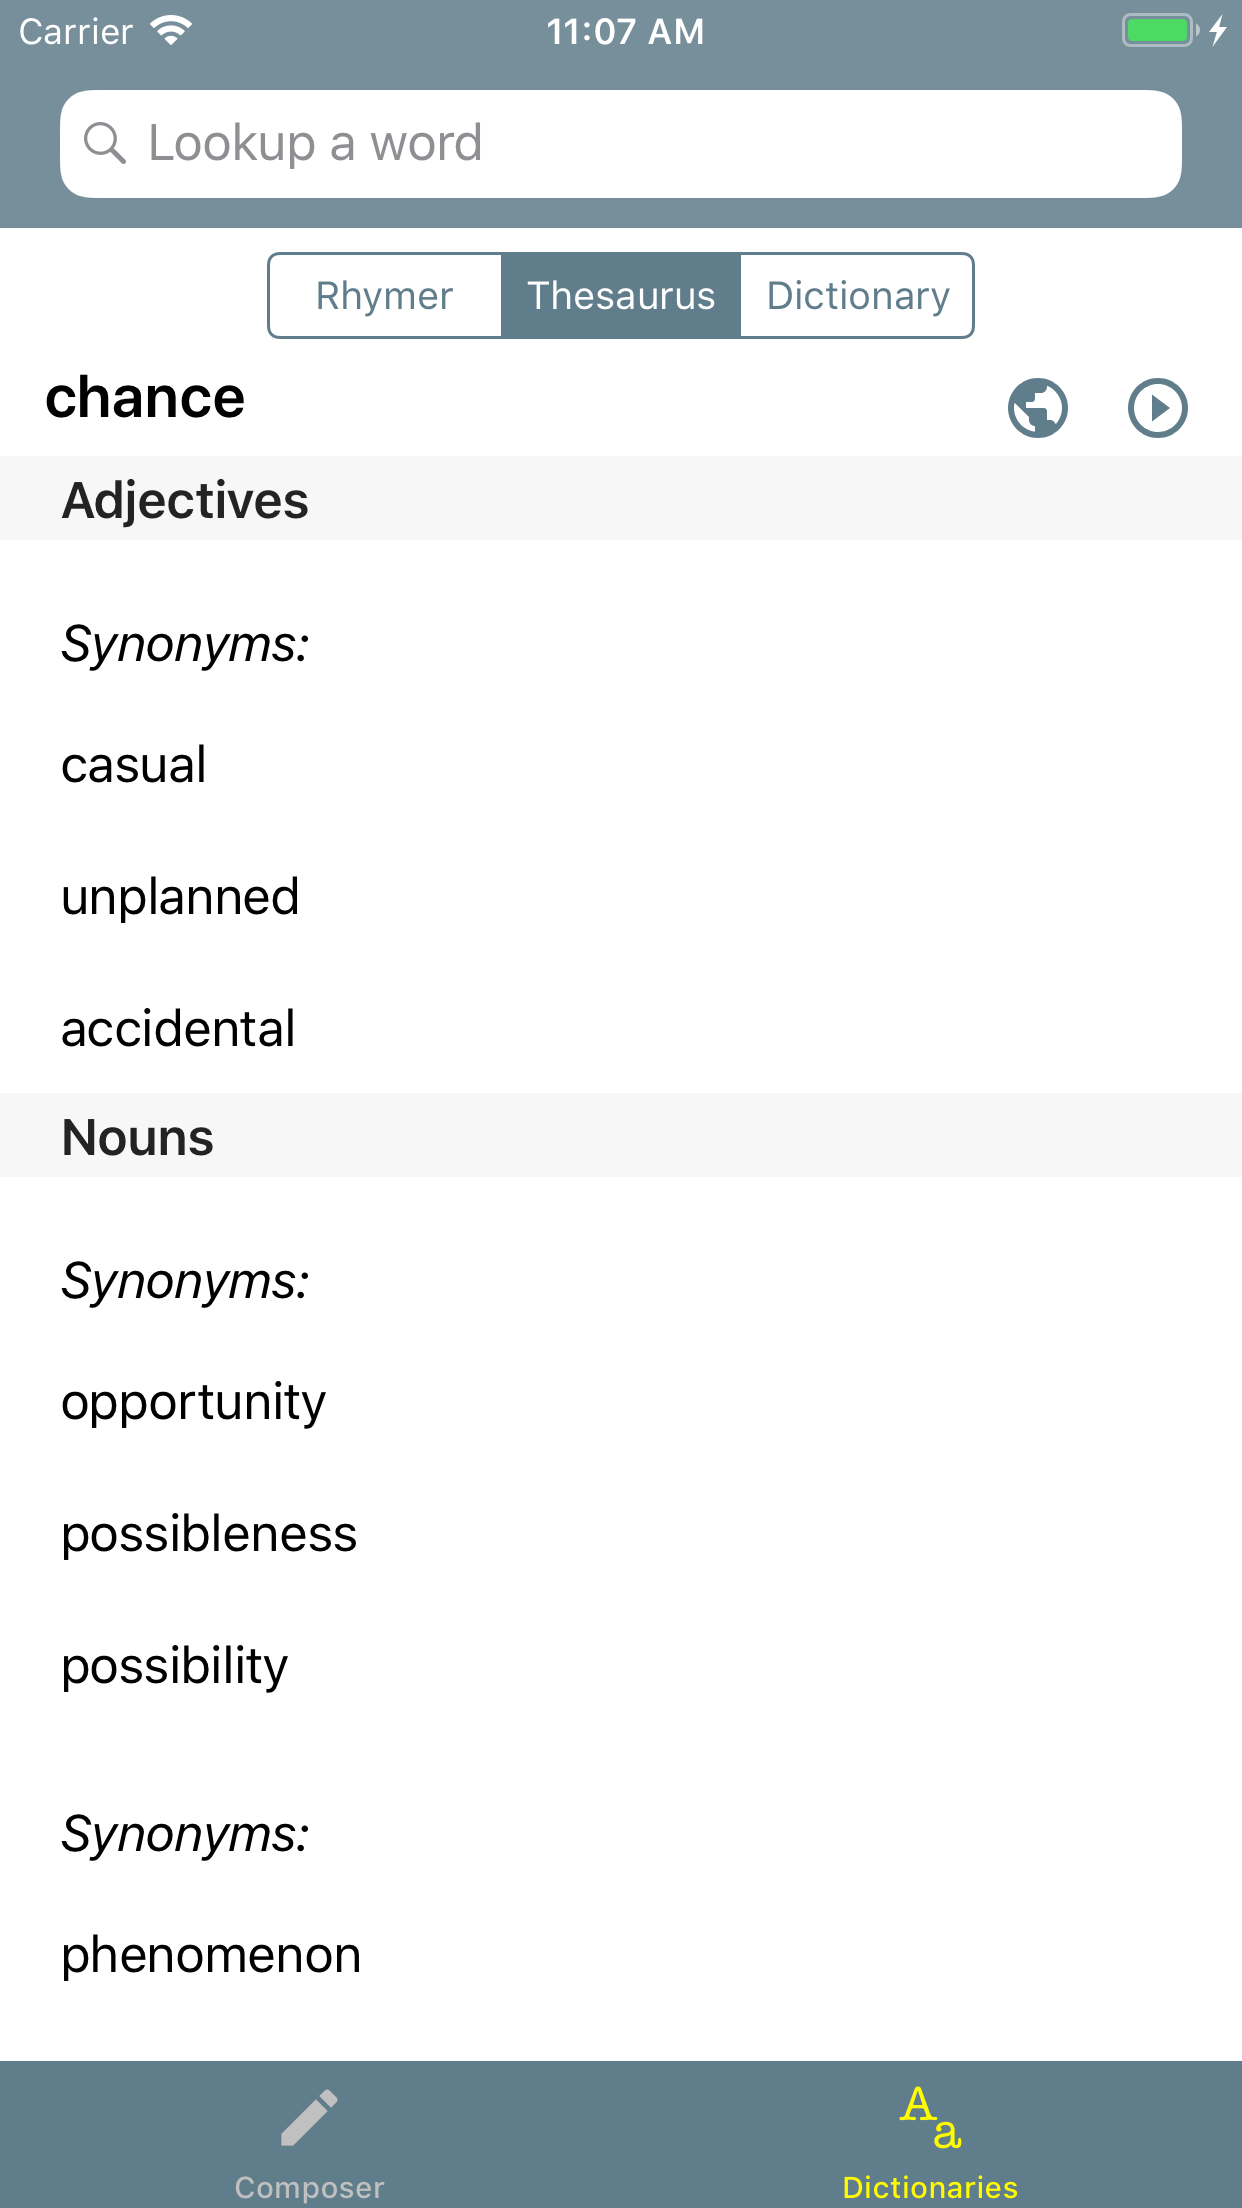 Carrier 11:07 AM
Lookup a word
Rhymer Thesaurus Dictionary
chance
Adjectives
Synonyms:
casual
unplanned
accidental
Nouns
Synonyms:
opportunity
possibleness
possibility
Synonyms:
phenomenon
Composer Dictionaries